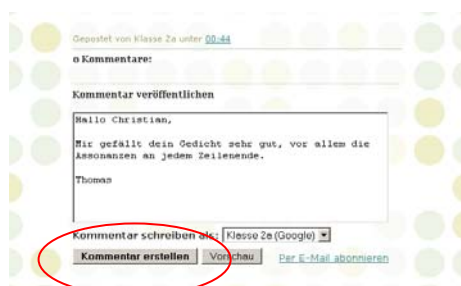 Gepostet von Klasse 2a unter 00:44
0 Kommentare:
Kommentar veröffentlichen
Hallo Christian,
Mir gefällt dein Gedicht sehr gut, vor allem die
Assonanzen an jedem Zeilenende.
Thomas
Kommentar schreiben als: Klasse 2a (Google)
Kommentar erstellen Vorschau Per E-Mail abonnieren